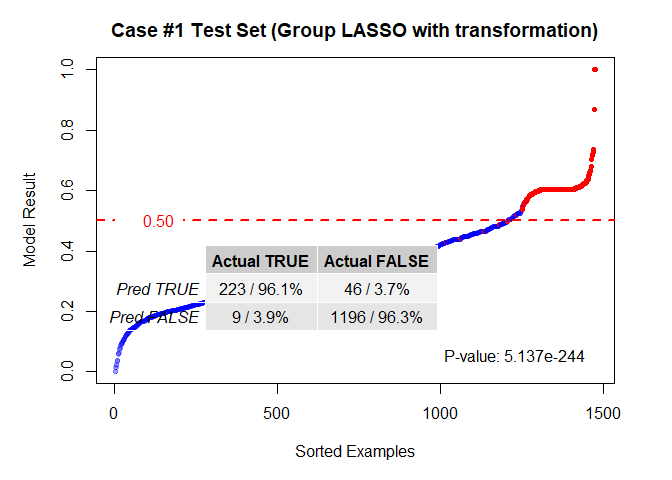 Case #1 Test Set (Group LASSO with transformation)
Model Result
1.0
0.8
0.6
0.4
0.2
0.0
0.50
Actual TRUE Actual FALSE
Pred TRUE 223 / 96.1% 46 / 3.7%
Pred FALSE 9 / 3.9% 1196 / 96.3%
P-value: 5.137e-244
0 500 1000 1500
Sorted Examples